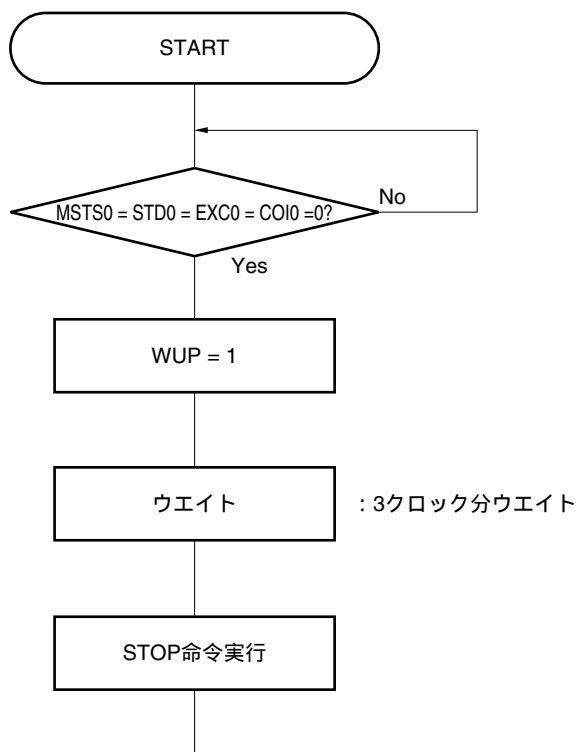 START
MSTS0 = STD0 = EXC0 = COI0 =0?
No
Yes
WUP = 1
ウエイト
：3クロック分ウエイト
STOP命令実行